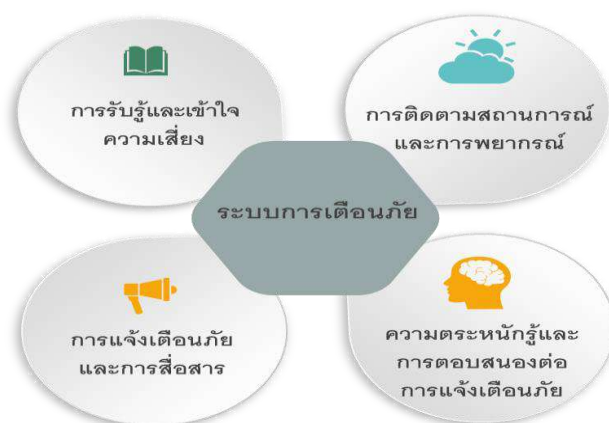 การรับรู้และเข้าใจ
ความเสี่ยง
การติดตามสถานการณ์
และการพยากรณ์
ระบบการเตือนภัย
การแจ้งเตือนภัย
และการสื่อสาร
ความตระหนักรู้และ
การตอบสนองต่อ
การแจ้งเตือนภัย